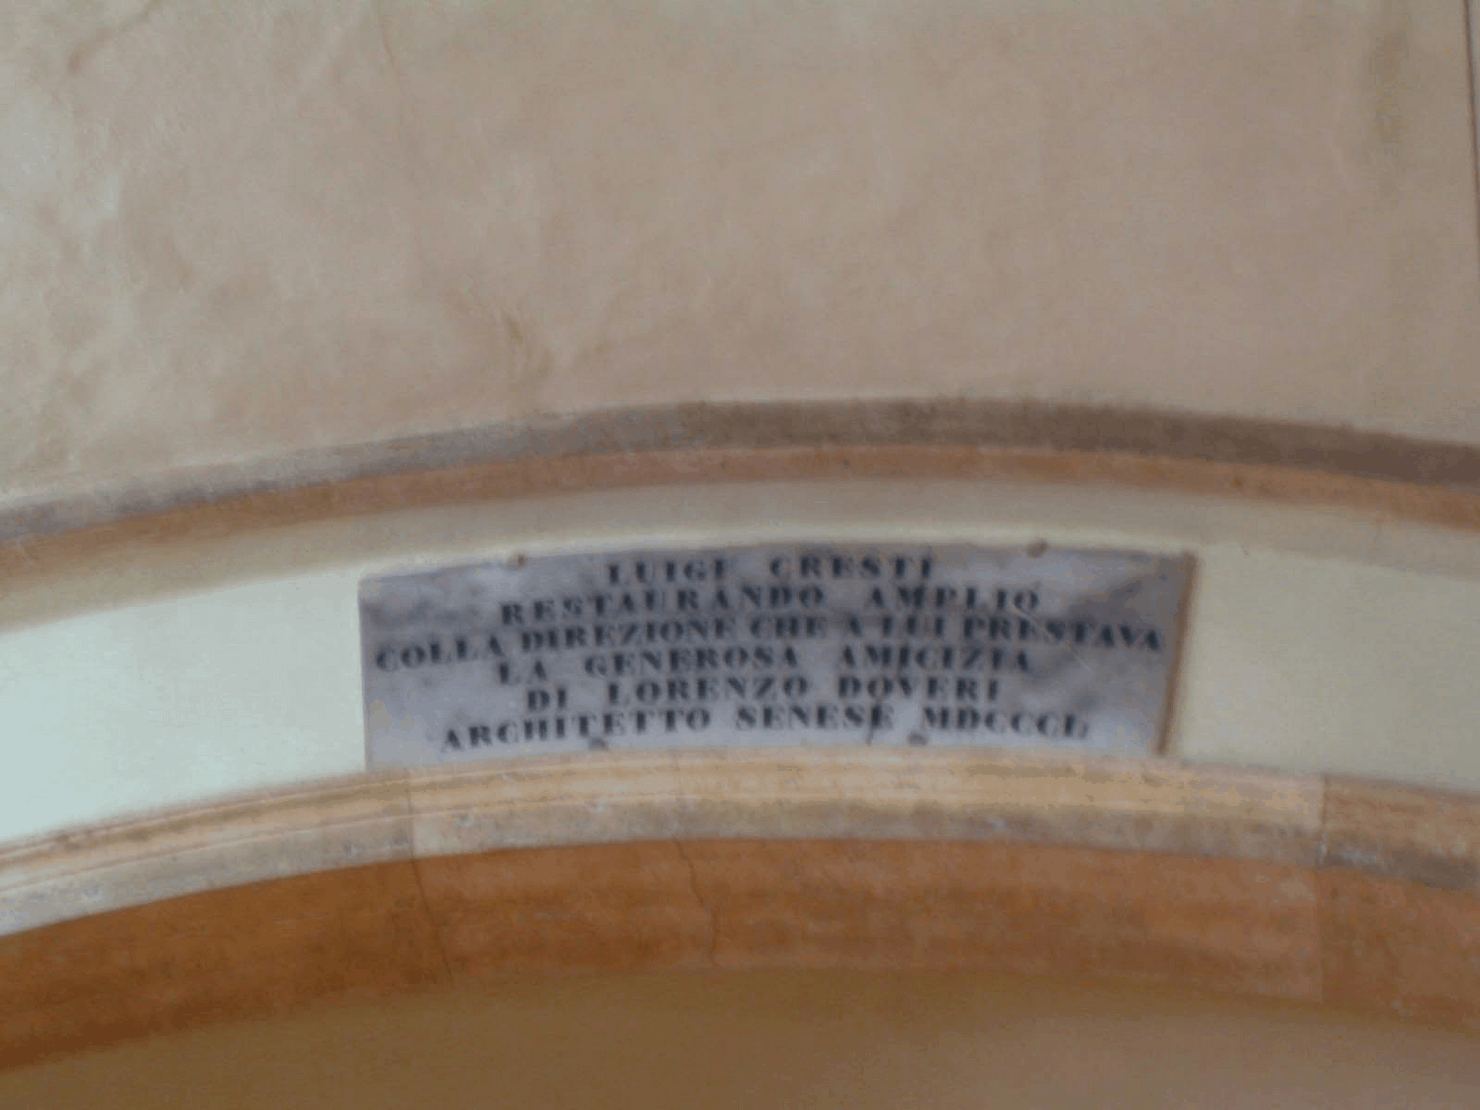 LUIGI CRESTI
RESTAURANDO AMPLIO
COLLA DIREZIONE CHE A LUI PRESTAVA
LA GENEROSA AMICIZIA
DI LORENZO DOVERI
ARCHITETTO SENESE MDCCCL